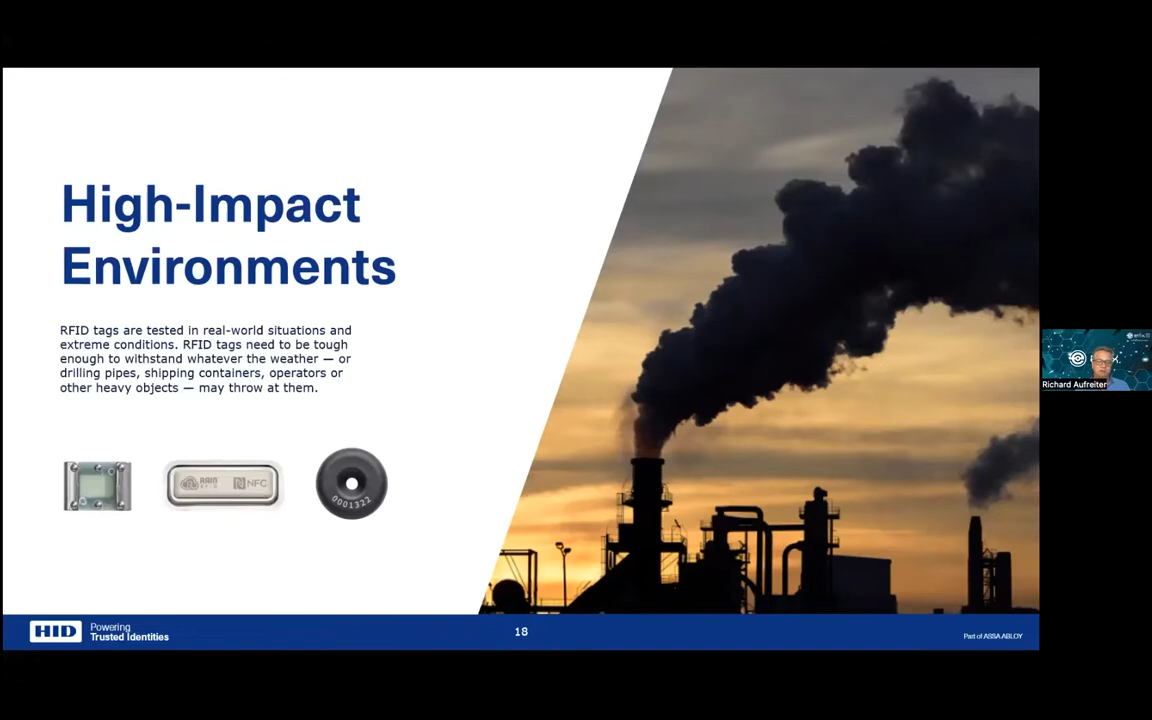 High-Impact
Environments
RFID tags are tested in real-world situations and
extreme conditions. RFID tags need to be tough
enough to withstand whatever the weather — or
drilling pipes, shipping containers, operators or
other heavy objects — may throw at them.
RAIN
RFID
NFC
0001322
HID
Powering
Trusted Identities
18
Part of ASSA ABLOY
Richard Aufreiter